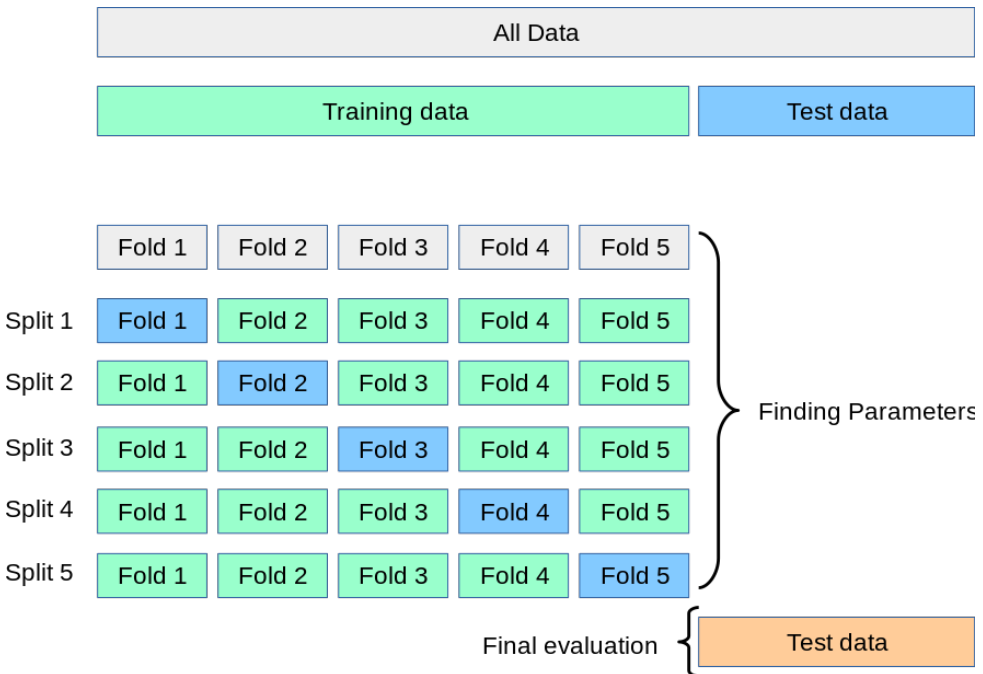 All Data
Training data Test data
Fold 1 Fold 2 Fold 3 Fold 4 Fold 5
Split 1 Fold 1 Fold 2 Fold 3 Fold 4 Fold 5
Split 2 Fold 1 Fold 2 Fold 3 Fold 4 Fold 5
Finding Parameters
Split 3 Fold 1 Fold 2 Fold 3 Fold 4 Fold 5
Split 4 Fold 1 Fold 2 Fold 3 Fold 4 Fold 5
Split 5 Fold 1 Fold 2 Fold 3 Fold 4 Fold 5
Final evaluation Test data